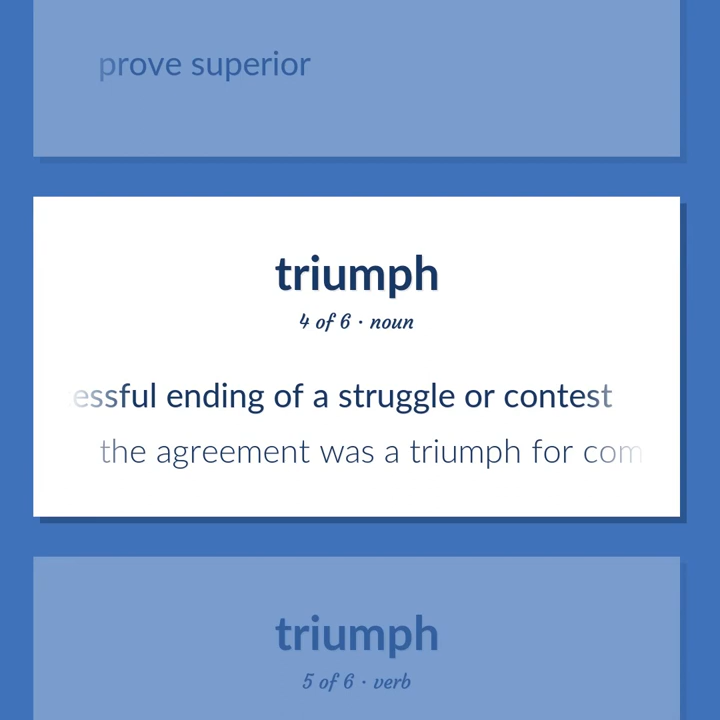 prove superior
triumph
4 of 6 · noun
essful ending of a struggle or contest
the agreement was a triumph for com
triumph
5 of 6 · verb